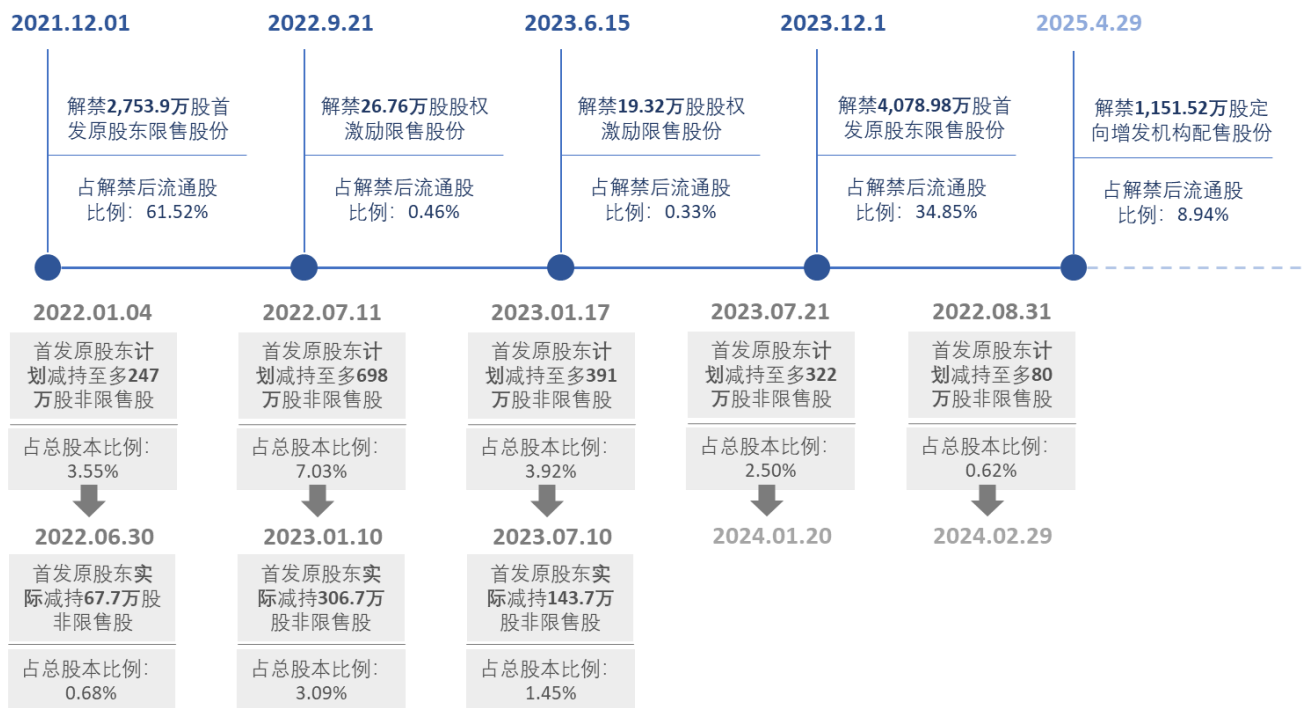 2021.12.01
解禁2,753.9万股首
发原股东限售股份
占解禁后流通股
比例：61.52%
2022.9.21
解禁26.76万股股权
激励限售股份
占解禁后流通股
比例：0.46%
2023.6.15
解禁19.32万股股权
激励限售股份
占解禁后流通股
比例：0.33%
2023.12.1
解禁4,078.98万股首
发原股东限售股份
占解禁后流通股
比例：34.85%
2025.4.29
解禁1,151.52万股定
向增发机构配售股份
占解禁后流通股
比例：8.94%
2022.01.04
首发原股东计
划减持至多247
万股非限售股
占总股本比例：
3.55%
2022.06.30
首发原股东实
际减持67.7万股
非限售股
占总股本比例：
0.68%
2022.07.11
首发原股东计
划减持至多698
万股非限售股
占总股本比例：
7.03%
2023.01.10
首发原股东实
际减持306.7万
股非限售股
占总股本比例：
3.09%
2023.01.17
首发原股东计
划减持至多391
万股非限售股
占总股本比例：
3.92%
2023.07.10
首发原股东实
际减持143.7万
股非限售股
占总股本比例：
1.45%
2023.07.21
首发原股东计
划减持至多322
万股非限售股
占总股本比例：
2.50%
2024.01.20
2022.08.31
首发原股东计
划减持至多80
万股非限售股
占总股本比例：
0.62%
2024.02.29